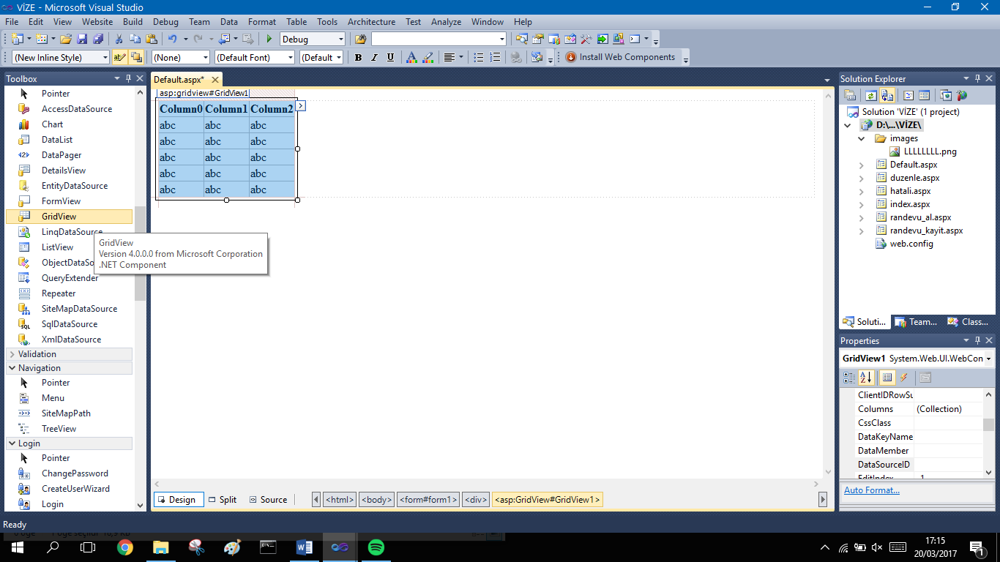 VİZE - Microsoft Visual Studio
File Edit View Website Build Debug Team Data Format Table Tools Architecture Test Analyze Window Help
Debug
(New Inline Style) (None) (Default Font) (Default B I U A Install Web Components
Toolbox
Pointer
AccessDataSource
Chart
DataList
DataPager
DetailsView
EntityDataSource
FormView
GridView
LinqDataSource
ListView
ObjectDataSo
QueryExtender
Repeater
SiteMapDataSource
SqlDataSource
XmlDataSource
Validation
Navigation
Pointer
Menu
SiteMapPath
TreeView
Login
Pointer
ChangePassword
CreateUserWizard
Login
GridView
Version 4.0.0.0 from Microsoft Corporation
.NET Component
Default.aspx*
asp:gridview#GridView1
Column0 Column1 Column2
abc abc abc
abc abc abc
abc abc abc
abc abc abc
abc abc abc
Design Split Source <html> <body> <form#form1> <div> <asp:GridView#GridView1>
Solution Explorer
Solution 'VİZE' (1 project)
D:\...\VİZE\
images
LLLLLLLL.png
Default.aspx
duzenle.aspx
hatali.aspx
index.aspx
randevu_al.aspx
randevu_kayit.aspx
web.config
Soluti... Team... Class...
Properties
GridView1 System.Web.UI.WebCon
ClientIDRowSu
Columns (Collection)
CssClass
DataKeyName
DataMember
DataSourceID
EditIndex -1
Auto Format...
Ready
17:15
20/03/2017
1